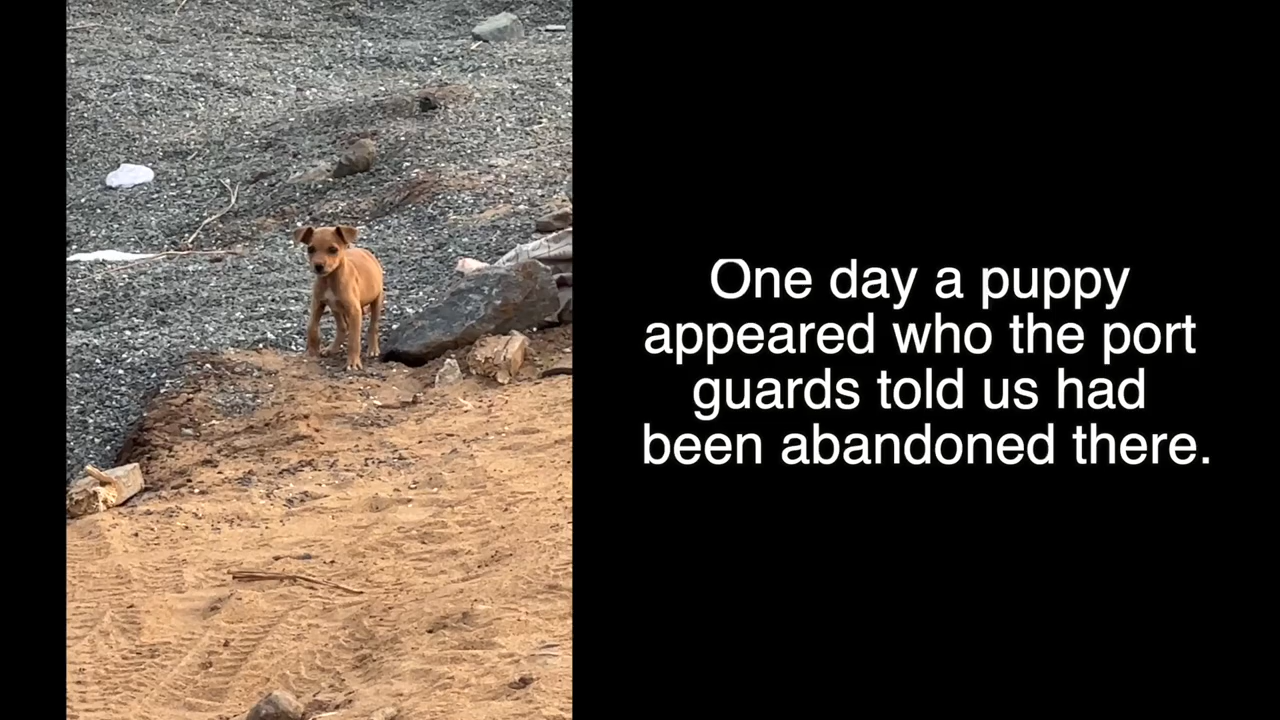 One day a puppy
appeared who the port
guards told us had
been abandoned there.